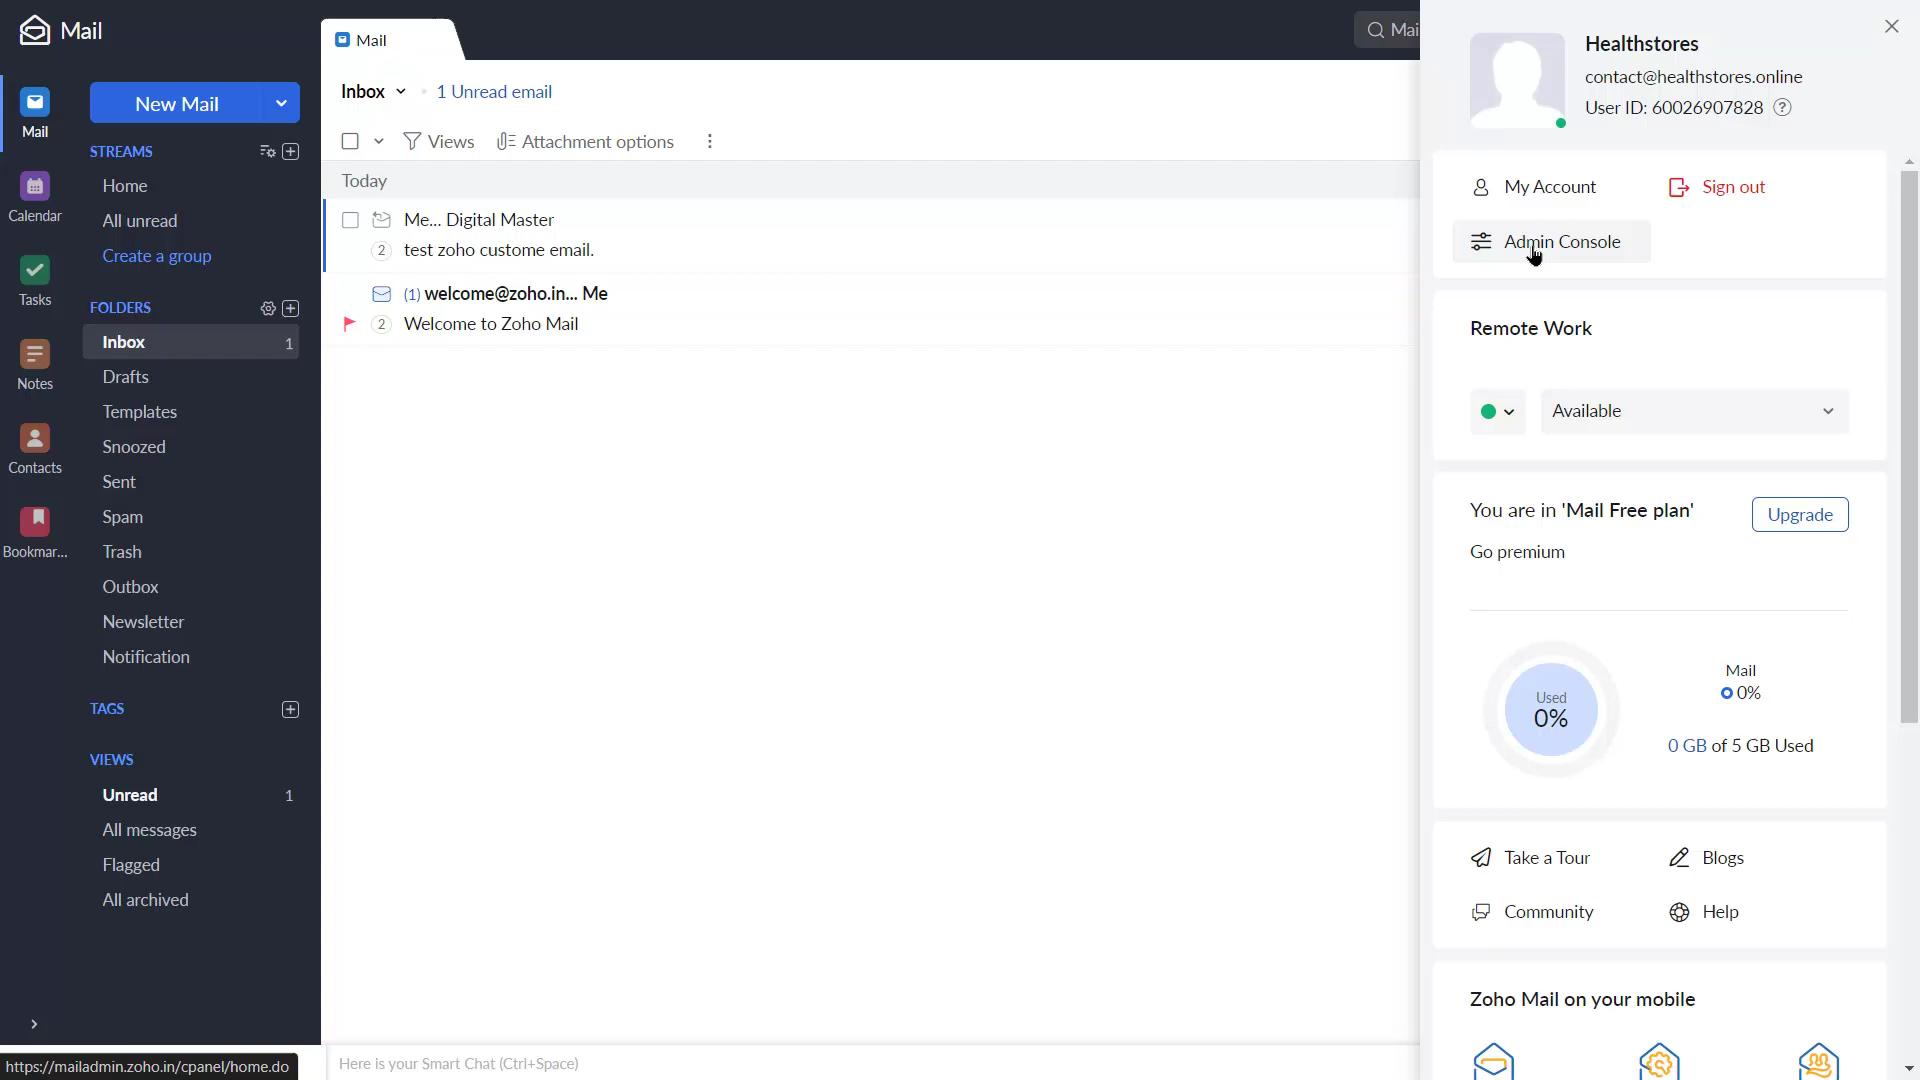 Mail
Mail
Calendar
Tasks
Notes
Contacts
Bookmar...
New Mail
STREAMS
Home
All unread
Create a group
FOLDERS
Inbox 1
Drafts
Templates
Snoozed
Sent
Spam
Trash
Outbox
Newsletter
Notification
TAGS
VIEWS
Unread 1
All messages
Flagged
All archived
https://mailadmin.zoho.in/cpanel/home.do
Mail
Mai
Inbox 1 Unread email
Views Attachment options
Today
Me... Digital Master
2 test zoho custome email.
(1) welcome@zoho.in... Me
2 Welcome to Zoho Mail
Here is your Smart Chat (Ctrl+Space)
Healthstores
contact@healthstores.online
User ID: 60026907828 ?
My Account Sign out
Admin Console
Remote Work
Available
You are in 'Mail Free plan' Upgrade
Go premium
Used
0%
Mail
0%
0 GB of 5 GB Used
Take a Tour Blogs
Community Help
Zoho Mail on your mobile